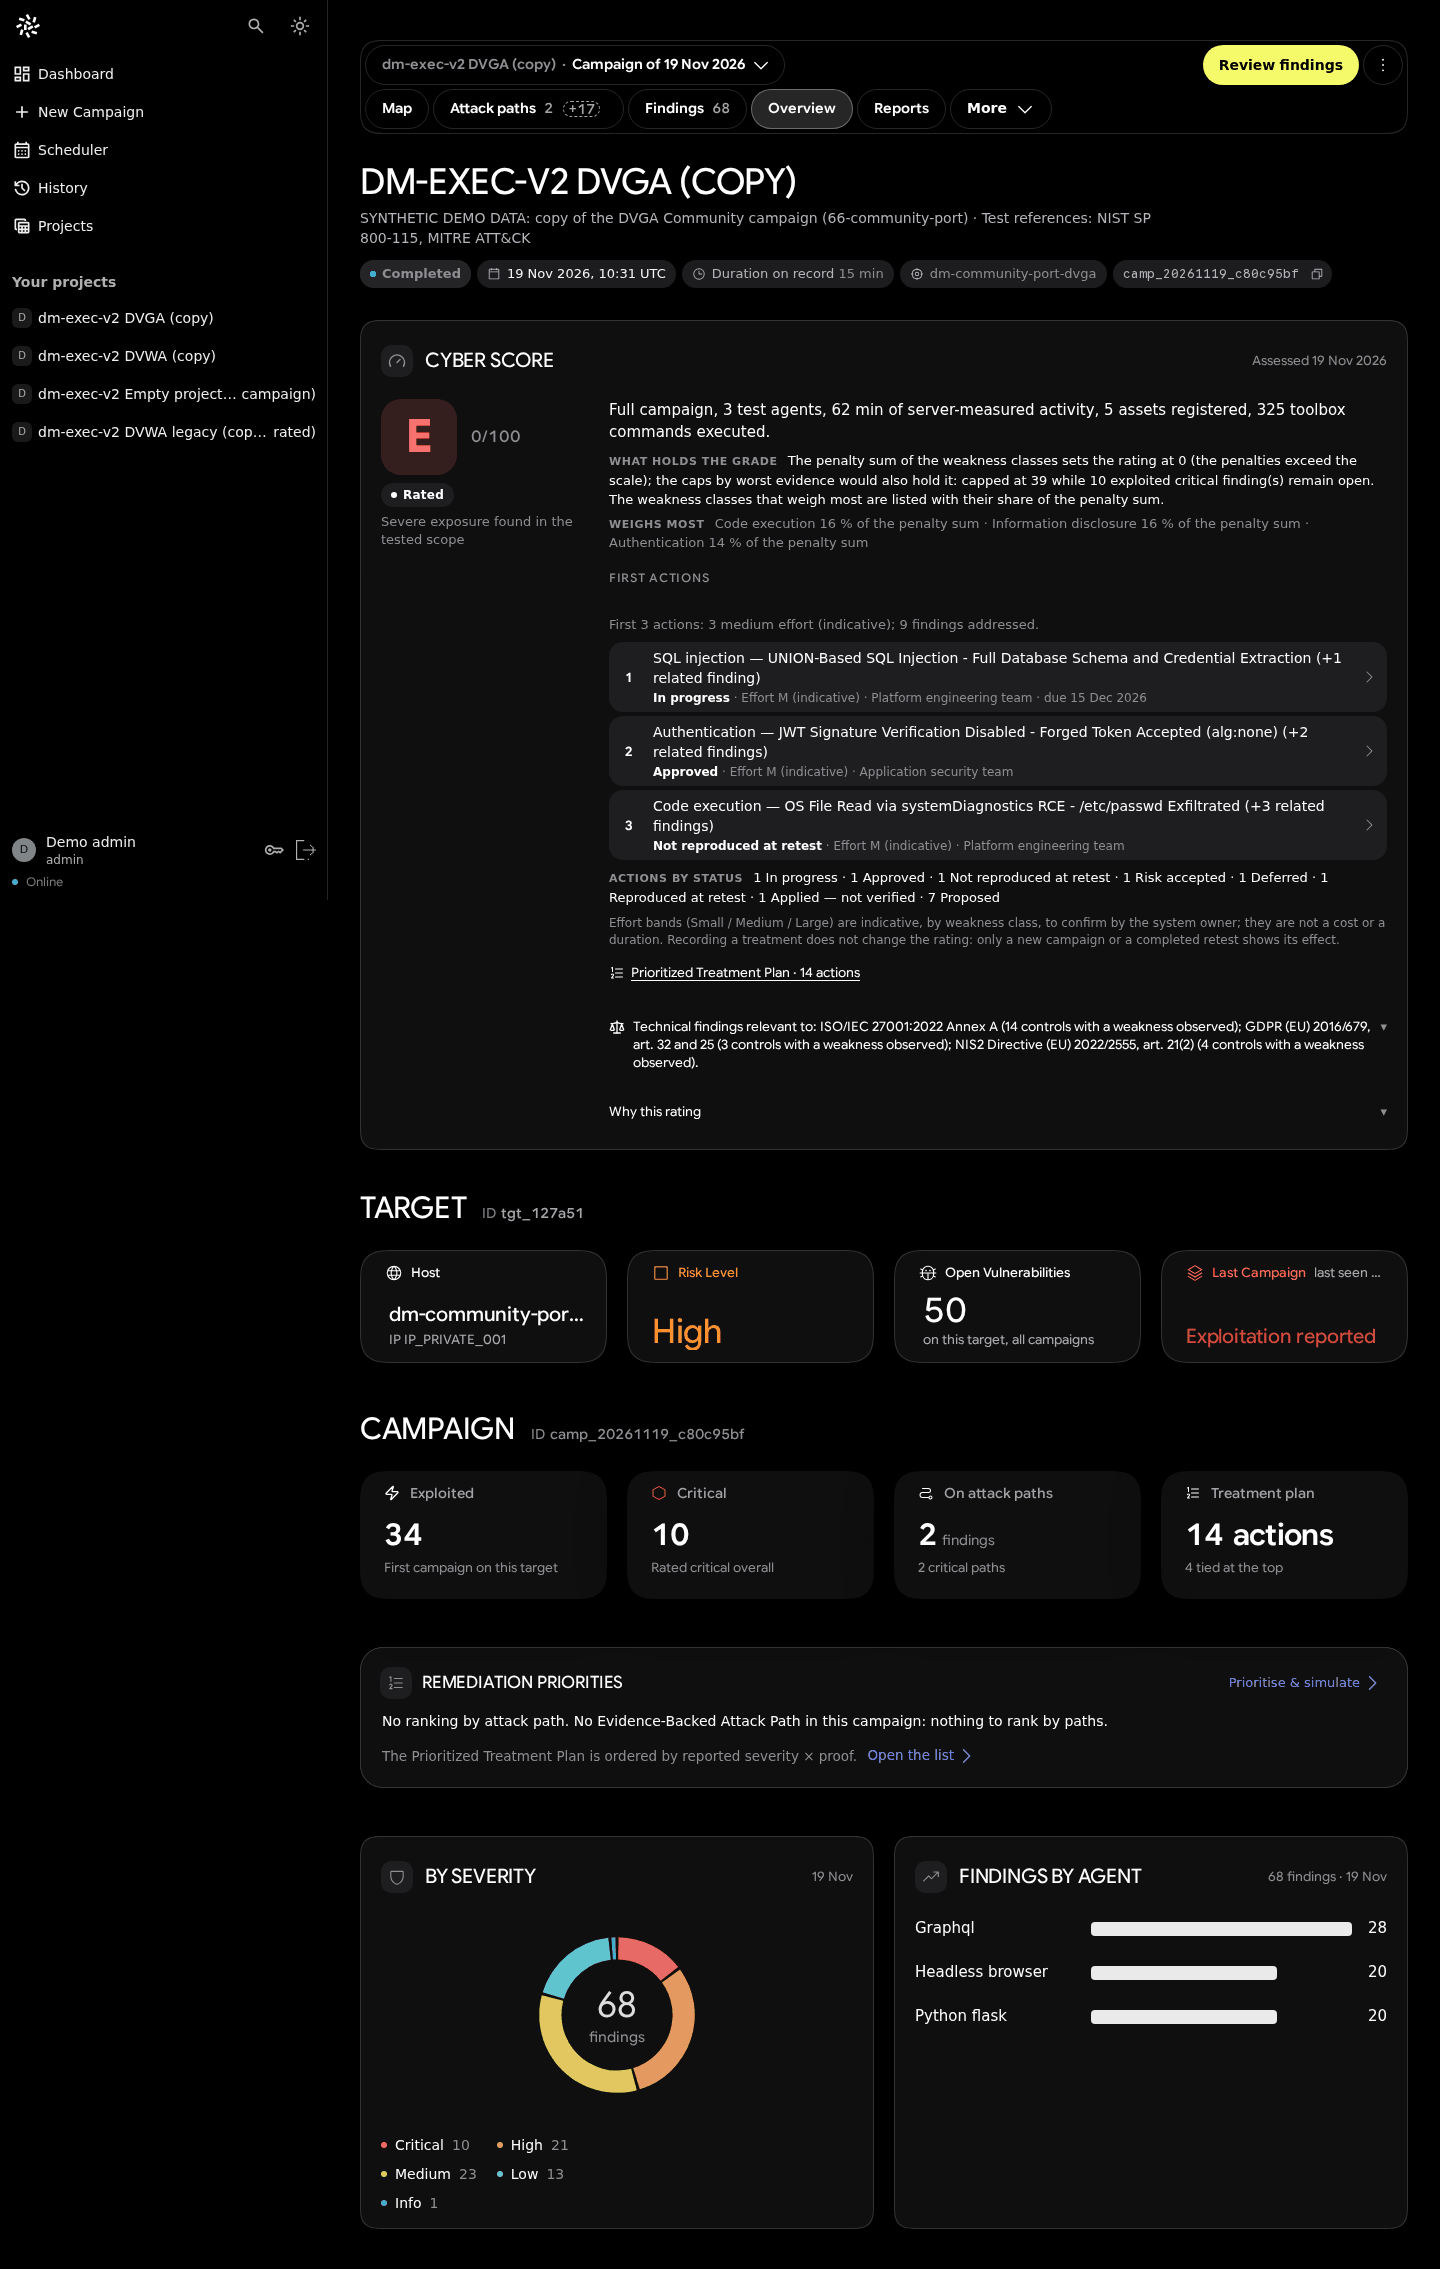 Dashboard
New Campaign
Scheduler
History
Projects
Your projects
D dm-exec-v2 DVGA (copy)
D dm-exec-v2 DVWA (copy)
D dm-exec-v2 Empty project… campaign)
D dm-exec-v2 DVWA legacy (cop… rated)
D Demo admin
admin
Online
dm-exec-v2 DVGA (copy) · Campaign of 19 Nov 2026
Review findings
Map
Attack paths 2 +17
Findings 68
Overview
Reports
More
DM-EXEC-V2 DVGA (COPY)
SYNTHETIC DEMO DATA: copy of the DVGA Community campaign (66-community-port) · Test references: NIST SP
800-115, MITRE ATT&CK
Completed
19 Nov 2026, 10:31 UTC
Duration on record 15 min
dm-community-port-dvga
camp_20261119_c80c95bf
CYBER SCORE
Assessed 19 Nov 2026
E
0/100
Rated
Severe exposure found in the
tested scope
Full campaign, 3 test agents, 62 min of server-measured activity, 5 assets registered, 325 toolbox
commands executed.
WHAT HOLDS THE GRADE The penalty sum of the weakness classes sets the rating at 0 (the penalties exceed the
scale); the caps by worst evidence would also hold it: capped at 39 while 10 exploited critical finding(s) remain open.
The weakness classes that weigh most are listed with their share of the penalty sum.
WEIGHS MOST Code execution 16 % of the penalty sum · Information disclosure 16 % of the penalty sum ·
Authentication 14 % of the penalty sum
FIRST ACTIONS
First 3 actions: 3 medium effort (indicative); 9 findings addressed.
1 SQL injection — UNION-Based SQL Injection - Full Database Schema and Credential Extraction (+1
related finding)
In progress · Effort M (indicative) · Platform engineering team · due 15 Dec 2026
2 Authentication — JWT Signature Verification Disabled - Forged Token Accepted (alg:none) (+2
related findings)
Approved · Effort M (indicative) · Application security team
3 Code execution — OS File Read via systemDiagnostics RCE - /etc/passwd Exfiltrated (+3 related
findings)
Not reproduced at retest · Effort M (indicative) · Platform engineering team
ACTIONS BY STATUS 1 In progress · 1 Approved · 1 Not reproduced at retest · 1 Risk accepted · 1 Deferred · 1
Reproduced at retest · 1 Applied — not verified · 7 Proposed
Effort bands (Small / Medium / Large) are indicative, by weakness class, to confirm by the system owner; they are not a cost or a
duration. Recording a treatment does not change the rating: only a new campaign or a completed retest shows its effect.
Prioritized Treatment Plan · 14 actions
Technical findings relevant to: ISO/IEC 27001:2022 Annex A (14 controls with a weakness observed); GDPR (EU) 2016/679,
art. 32 and 25 (3 controls with a weakness observed); NIS2 Directive (EU) 2022/2555, art. 21(2) (4 controls with a weakness
observed).
Why this rating
TARGET ID tgt_127a51
Host
dm-community-por...
IP IP_PRIVATE_001
Risk Level
High
Open Vulnerabilities
50
on this target, all campaigns
Last Campaign last seen ...
Exploitation reported
CAMPAIGN ID camp_20261119_c80c95bf
Exploited
34
First campaign on this target
Critical
10
Rated critical overall
On attack paths
2 findings
2 critical paths
Treatment plan
14 actions
4 tied at the top
REMEDIATION PRIORITIES
Prioritise & simulate
No ranking by attack path. No Evidence-Backed Attack Path in this campaign: nothing to rank by paths.
The Prioritized Treatment Plan is ordered by reported severity × proof. Open the list
BY SEVERITY
19 Nov
68
findings
Critical 10
High 21
Medium 23
Low 13
Info 1
FINDINGS BY AGENT
68 findings · 19 Nov
Graphql 28
Headless browser 20
Python flask 20